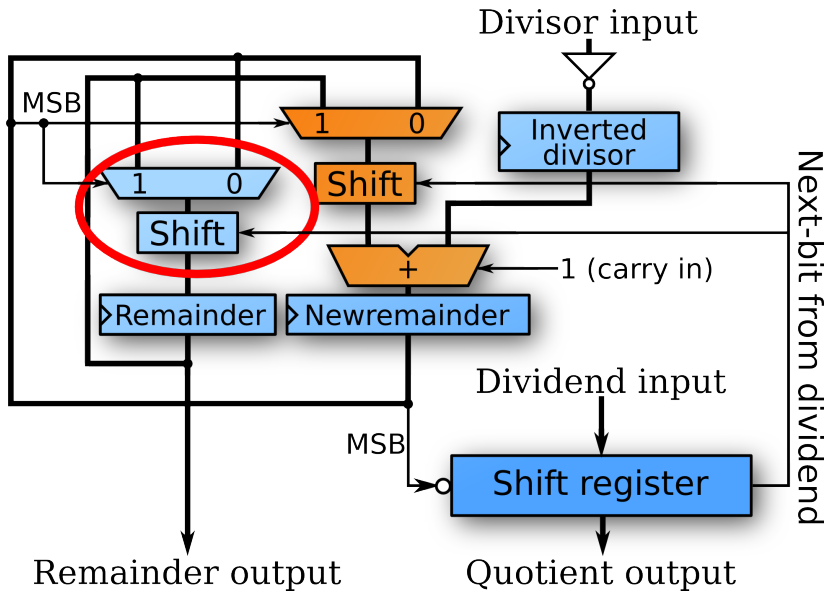 Divisor input
MSB
1 0
Inverted
divisor
1 0
Shift
Shift
+
1 (carry in)
Remainder
Newremainder
Next-bit from dividend
Dividend input
MSB
Shift register
Remainder output
Quotient output